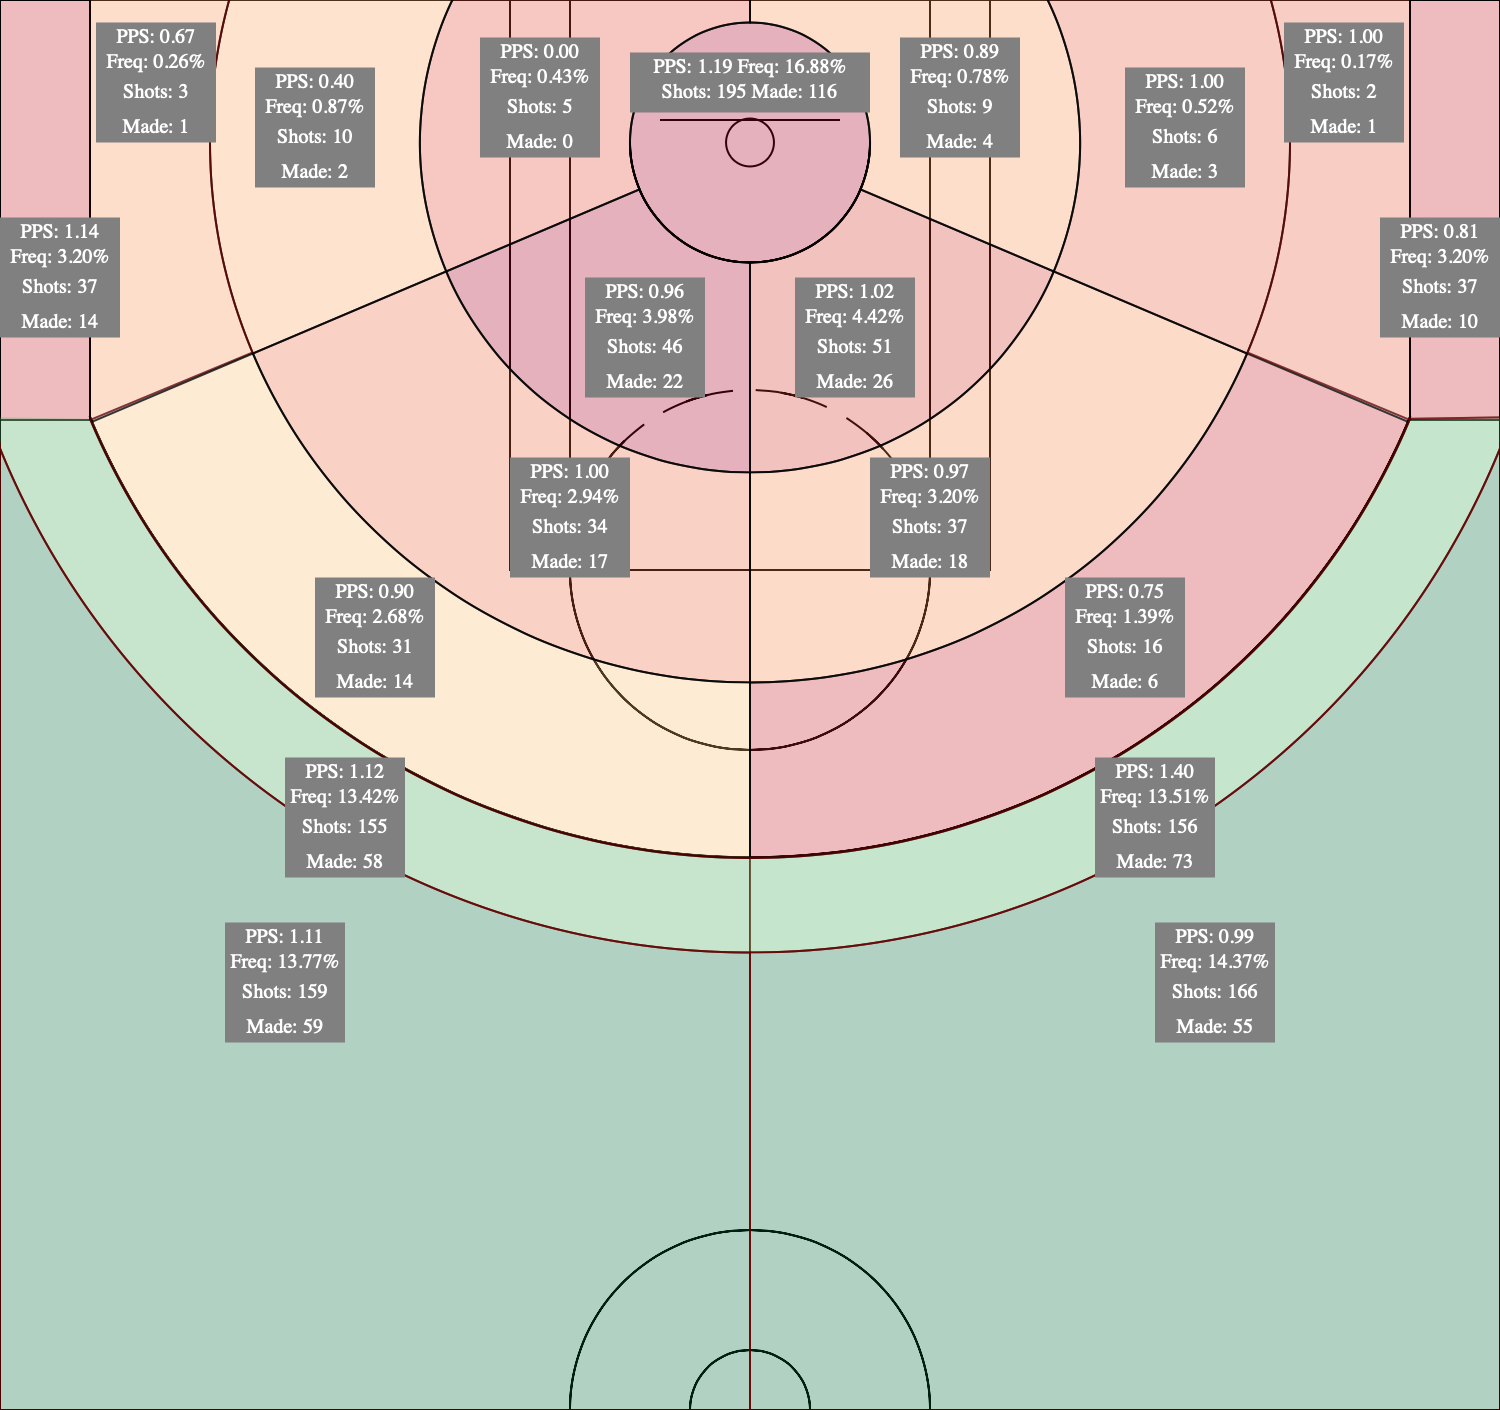 PPS: 0.67
Freq: 0.26%
Shots: 3
Made: 1
PPS: 0.40
Freq: 0.87%
Shots: 10
Made: 2
PPS: 0.00
Freq: 0.43%
Shots: 5
Made: 0
PPS: 1.19 Freq: 16.88%
Shots: 195 Made: 116
PPS: 0.89
Freq: 0.78%
Shots: 9
Made: 4
PPS: 1.00
Freq: 0.52%
Shots: 6
Made: 3
PPS: 1.00
Freq: 0.17%
Shots: 2
Made: 1
PPS: 1.14
Freq: 3.20%
Shots: 37
Made: 14
PPS: 0.81
Freq: 3.20%
Shots: 37
Made: 10
PPS: 0.96
Freq: 3.98%
Shots: 46
Made: 22
PPS: 1.02
Freq: 4.42%
Shots: 51
Made: 26
PPS: 1.00
Freq: 2.94%
Shots: 34
Made: 17
PPS: 0.97
Freq: 3.20%
Shots: 37
Made: 18
PPS: 0.90
Freq: 2.68%
Shots: 31
Made: 14
PPS: 0.75
Freq: 1.39%
Shots: 16
Made: 6
PPS: 1.12
Freq: 13.42%
Shots: 155
Made: 58
PPS: 1.40
Freq: 13.51%
Shots: 156
Made: 73
PPS: 1.11
Freq: 13.77%
Shots: 159
Made: 59
PPS: 0.99
Freq: 14.37%
Shots: 166
Made: 55